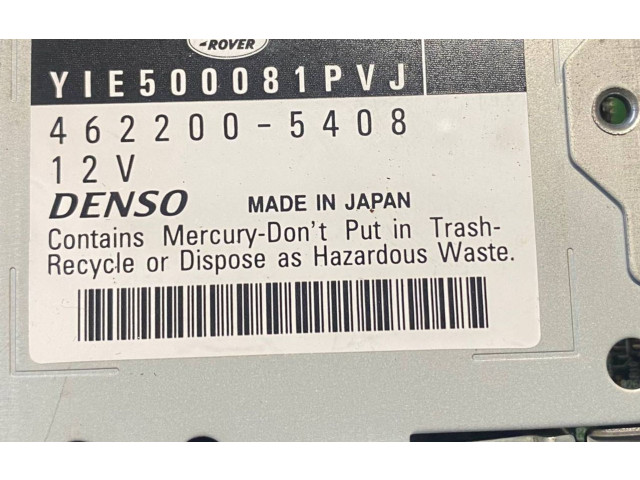 -ROVER
YIE500081PVJ
462200-5408
12V
DENSO MADE IN JAPAN
Contains Mercury-Don't Put in Trash-
Recycle or Dispose as Hazardous Waste.